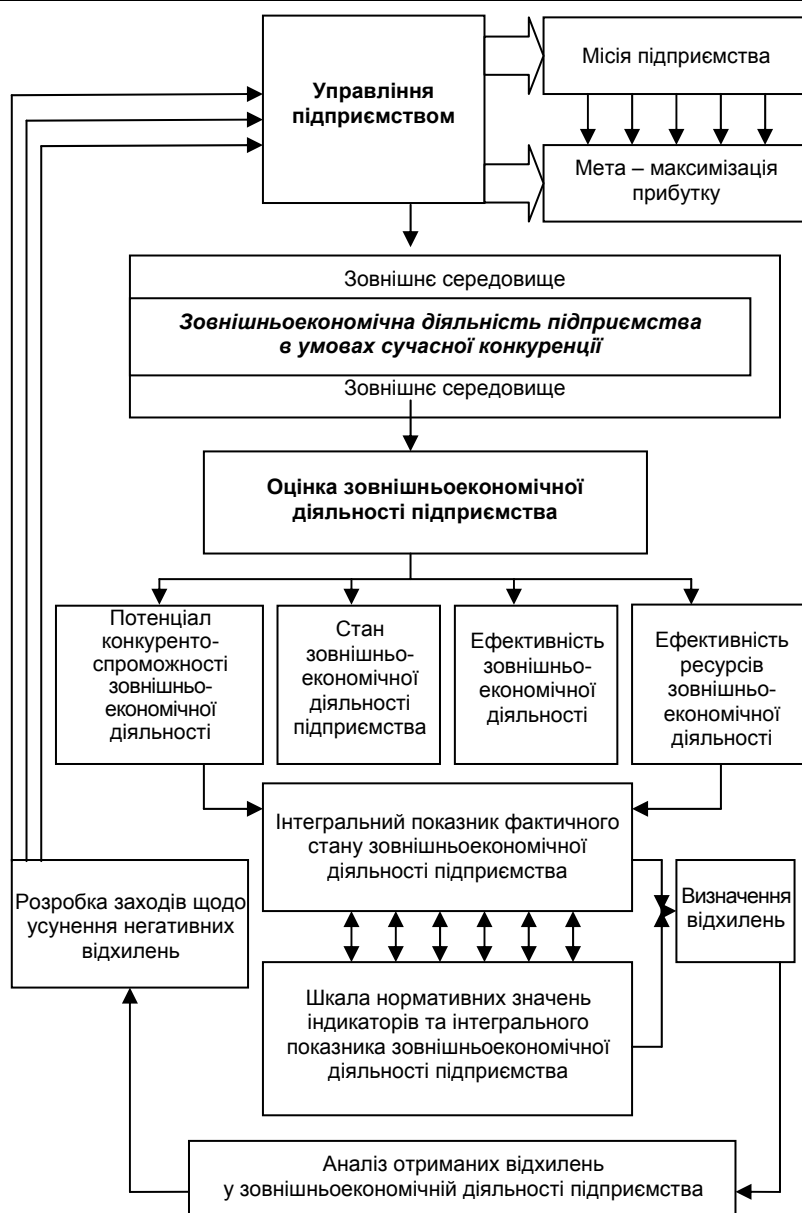 Управління
підприємством
Місія підприємства
Мета – максимізація
прибутку
Зовнішнє середовище
Зовнішньоекономічна діяльність підприємства
в умовах сучасної конкуренції
Зовнішнє середовище
Оцінка зовнішньоекономічної
діяльності підприємства
Потенціал
конкуренто-
спроможності
зовнішньо-
економічної
діяльності
Стан
зовнішньо-
економічної
діяльності
підприємства
Ефективність
зовнішньо-
економічної
діяльності
Ефективність
ресурсів
зовнішньо-
економічної
діяльності
Інтегральний показник фактичного
стану зовнішньоекономічної
діяльності підприємства
Розробка заходів щодо
усунення негативних
відхилень
Визначення
відхилень
Шкала нормативних значень
індикаторів та інтегрального
показника зовнішньоекономічної
діяльності підприємства
Аналіз отриманих відхилень
у зовнішньоекономічній діяльності підприємства